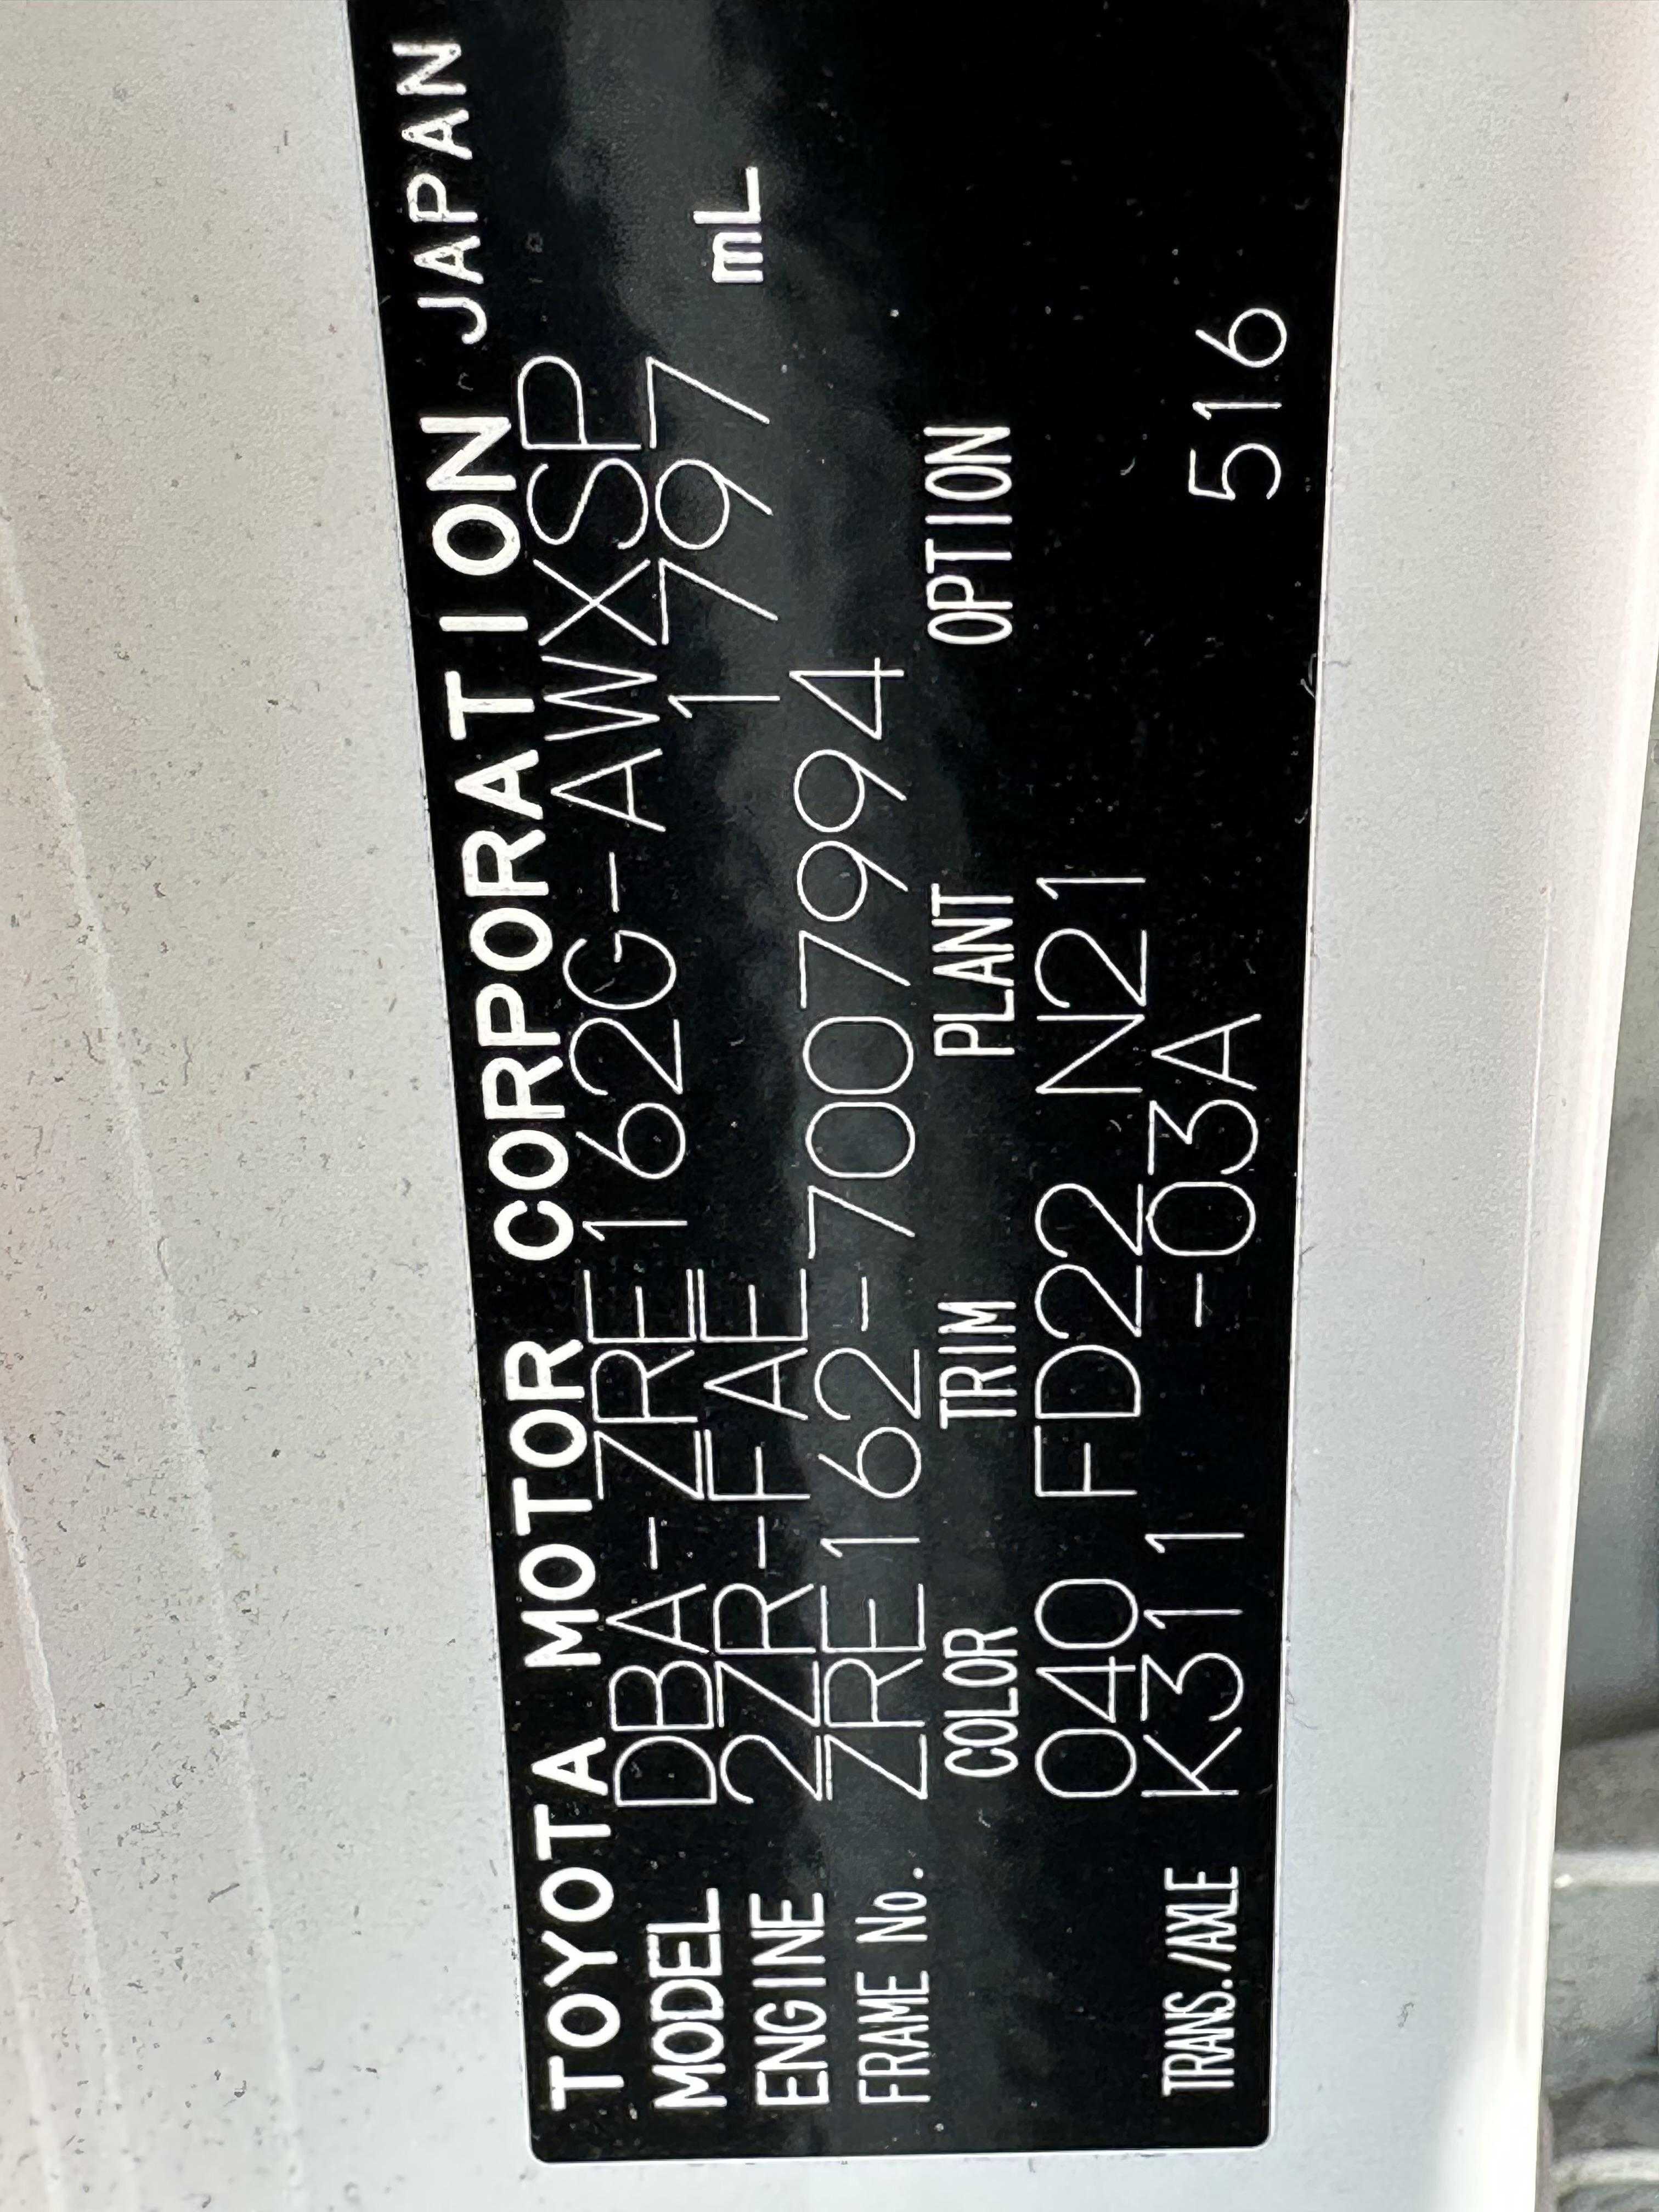 TOYOTA MOTOR CORPORATION JAPAN
MODEL DBA-ZRE162G-AWXSP
ENGINE 2ZR-FAE 1797 mL
FRAME No. ZRE162-7007994
COLOR TRIM PLANT OPTION
040 FD22 N21
TRANS./AXLE K311 -03A 516